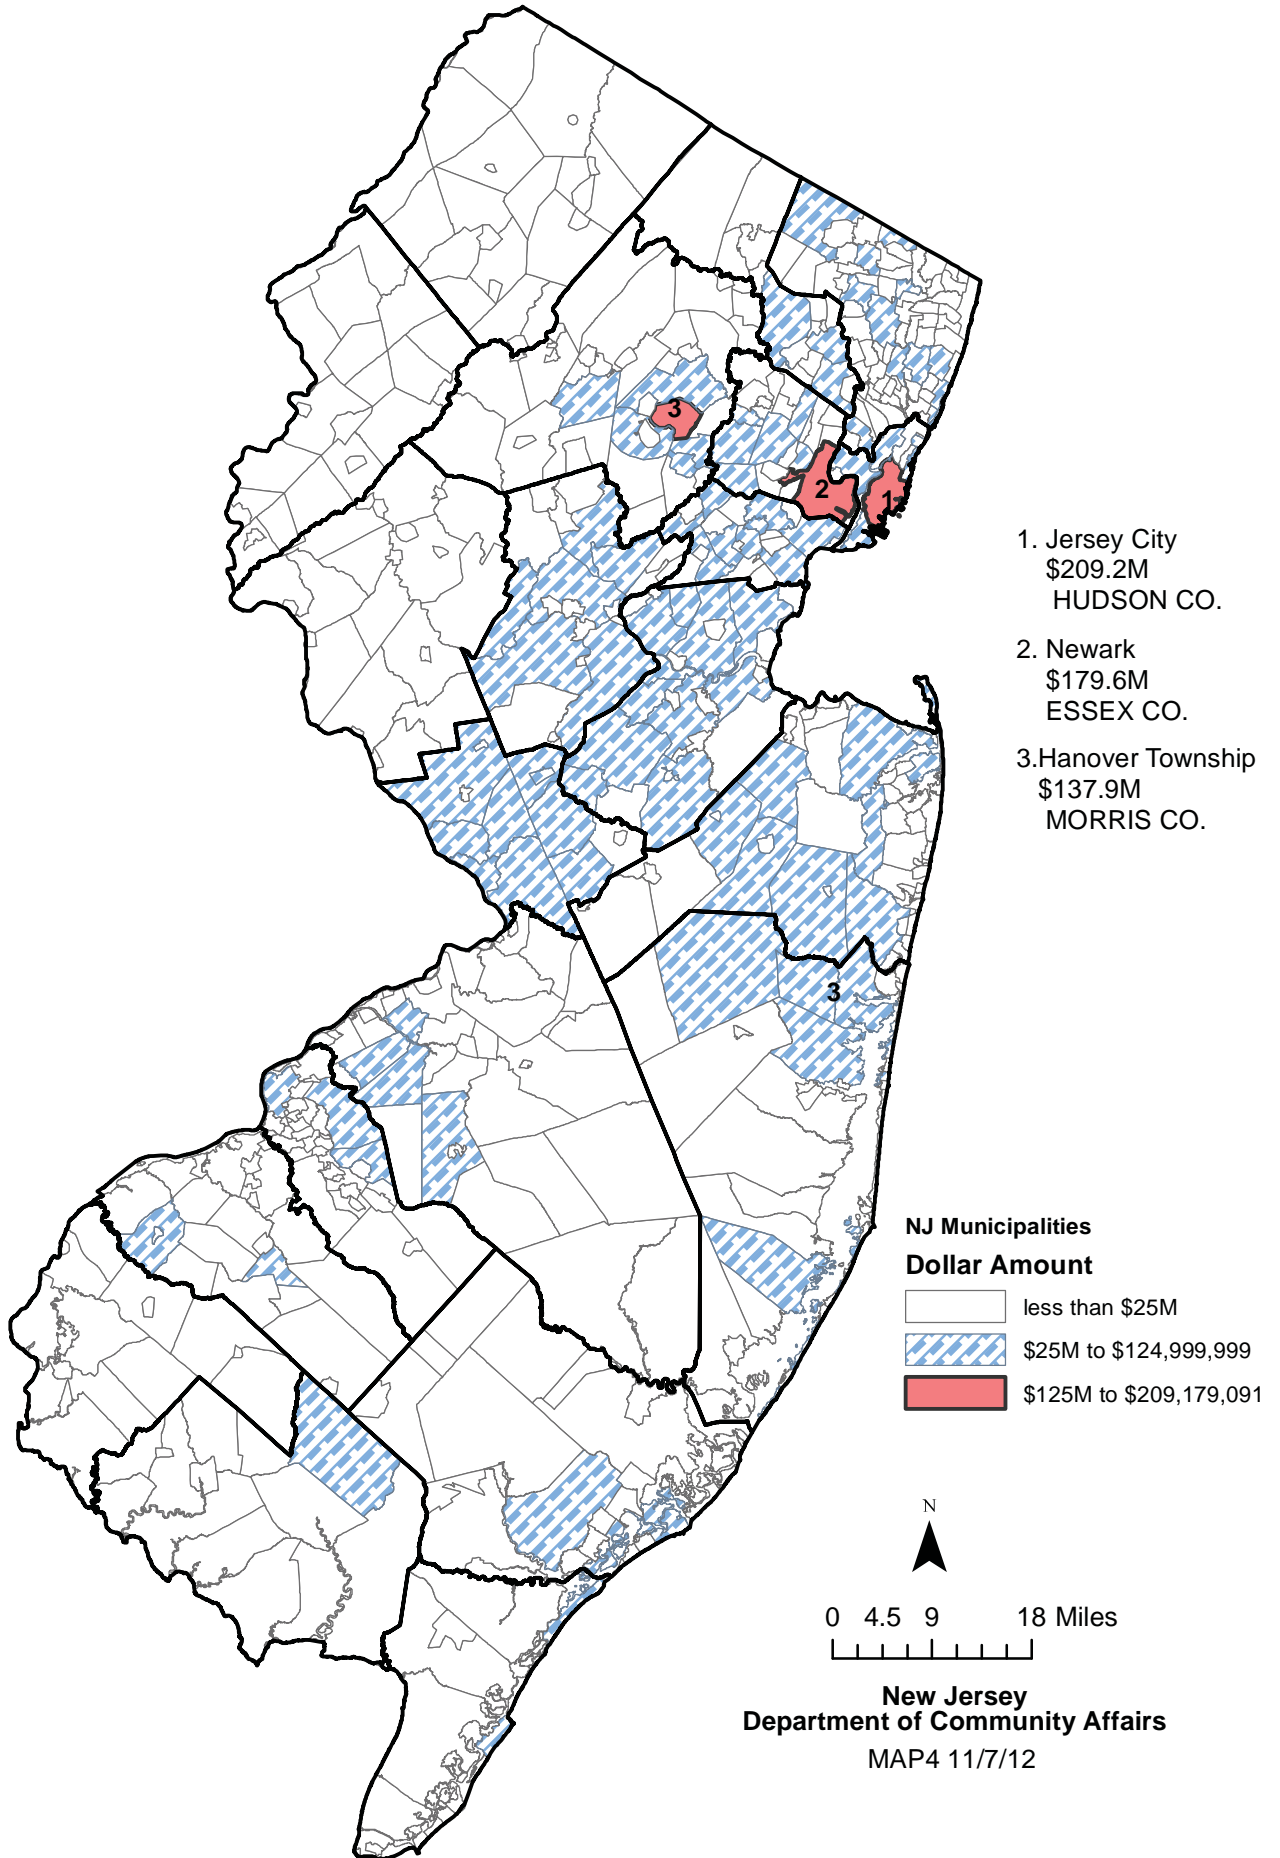 3
2
1
1. Jersey City
$209.2M
HUDSON CO.
2. Newark
$179.6M
ESSEX CO.
3.Hanover Township
$137.9M
MORRIS CO.
3
NJ Municipalities
Dollar Amount
less than $25M
$25M to $124,999,999
$125M to $209,179,091
N
0 4.5 9 18 Miles
New Jersey
Department of Community Affairs
MAP4 11/7/12